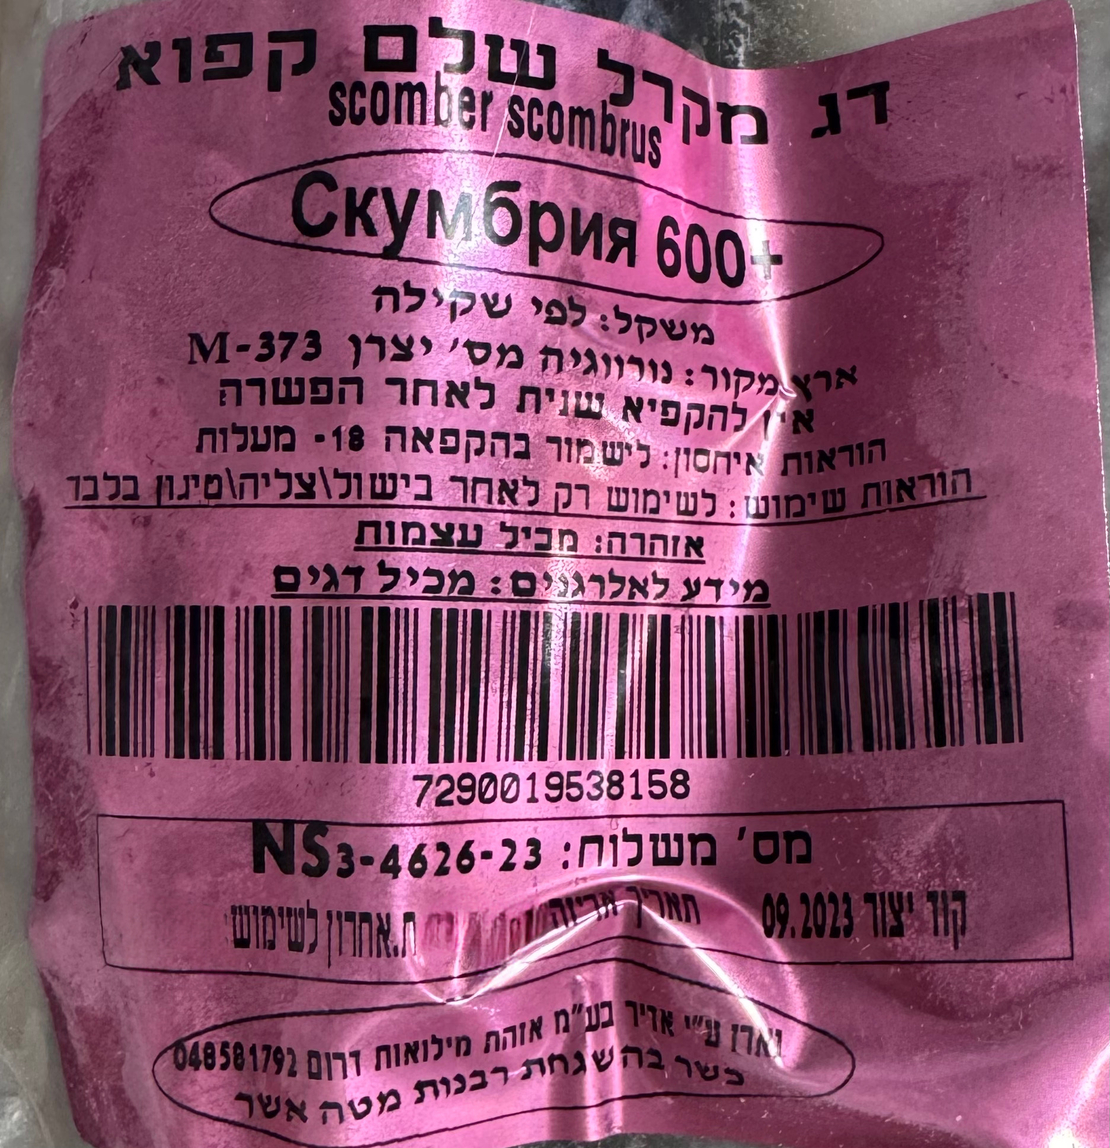 דג מקרל שלם קפוא
scomber scombrus
Скумбрия 600+
משקל: לפי שקילה
ארץ מקור: נורווגיה מס' יצרן M-373
אין להקפיא שנית לאחר הפשרה
הוראות איחסון: לישמור בהקפאה 18- מעלות
הוראות שימוש: לשימוש רק לאחר בישול\צליה\טיגון בלבד
אזהרה: מכיל עצמות
מידע לאלרגנים: מכיל דגים
7290019538158
מס' משלוח: NS3-4626-23
קוד יצור 09.2023 תאריך אריזה ת.אחרון לשימוש:
נארז ע"י אדיר בע"מ אזהת מילואות דרום 048581792
כשר בהשגחת רבנות מטה אשר